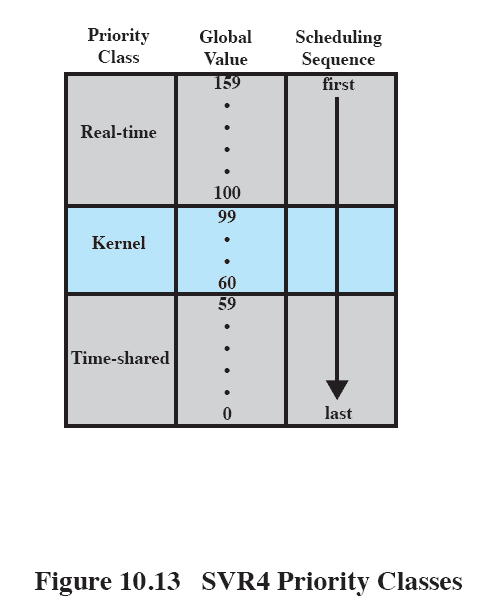 Priority Class
Global Value
Scheduling Sequence
159
first
Real-time
100
99
Kernel
60
59
Time-shared
0
last
Figure 10.13 SVR4 Priority Classes